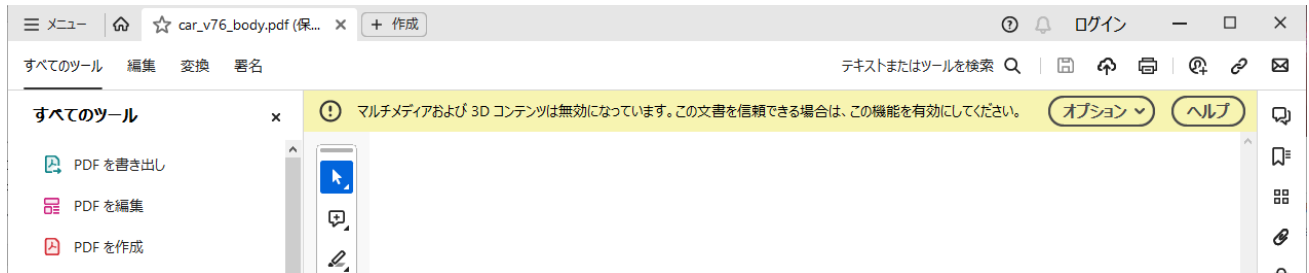 メニュー car_v76_body.pdf (保... × + 作成 ログイン
すべてのツール 編集 変換 署名 テキストまたはツールを検索
すべてのツール ×
マルチメディアおよび 3D コンテンツは無効になっています。この文書を信頼できる場合は、この機能を有効にしてください。 オプション ヘルプ
PDF を書き出し
PDF を編集
PDF を作成